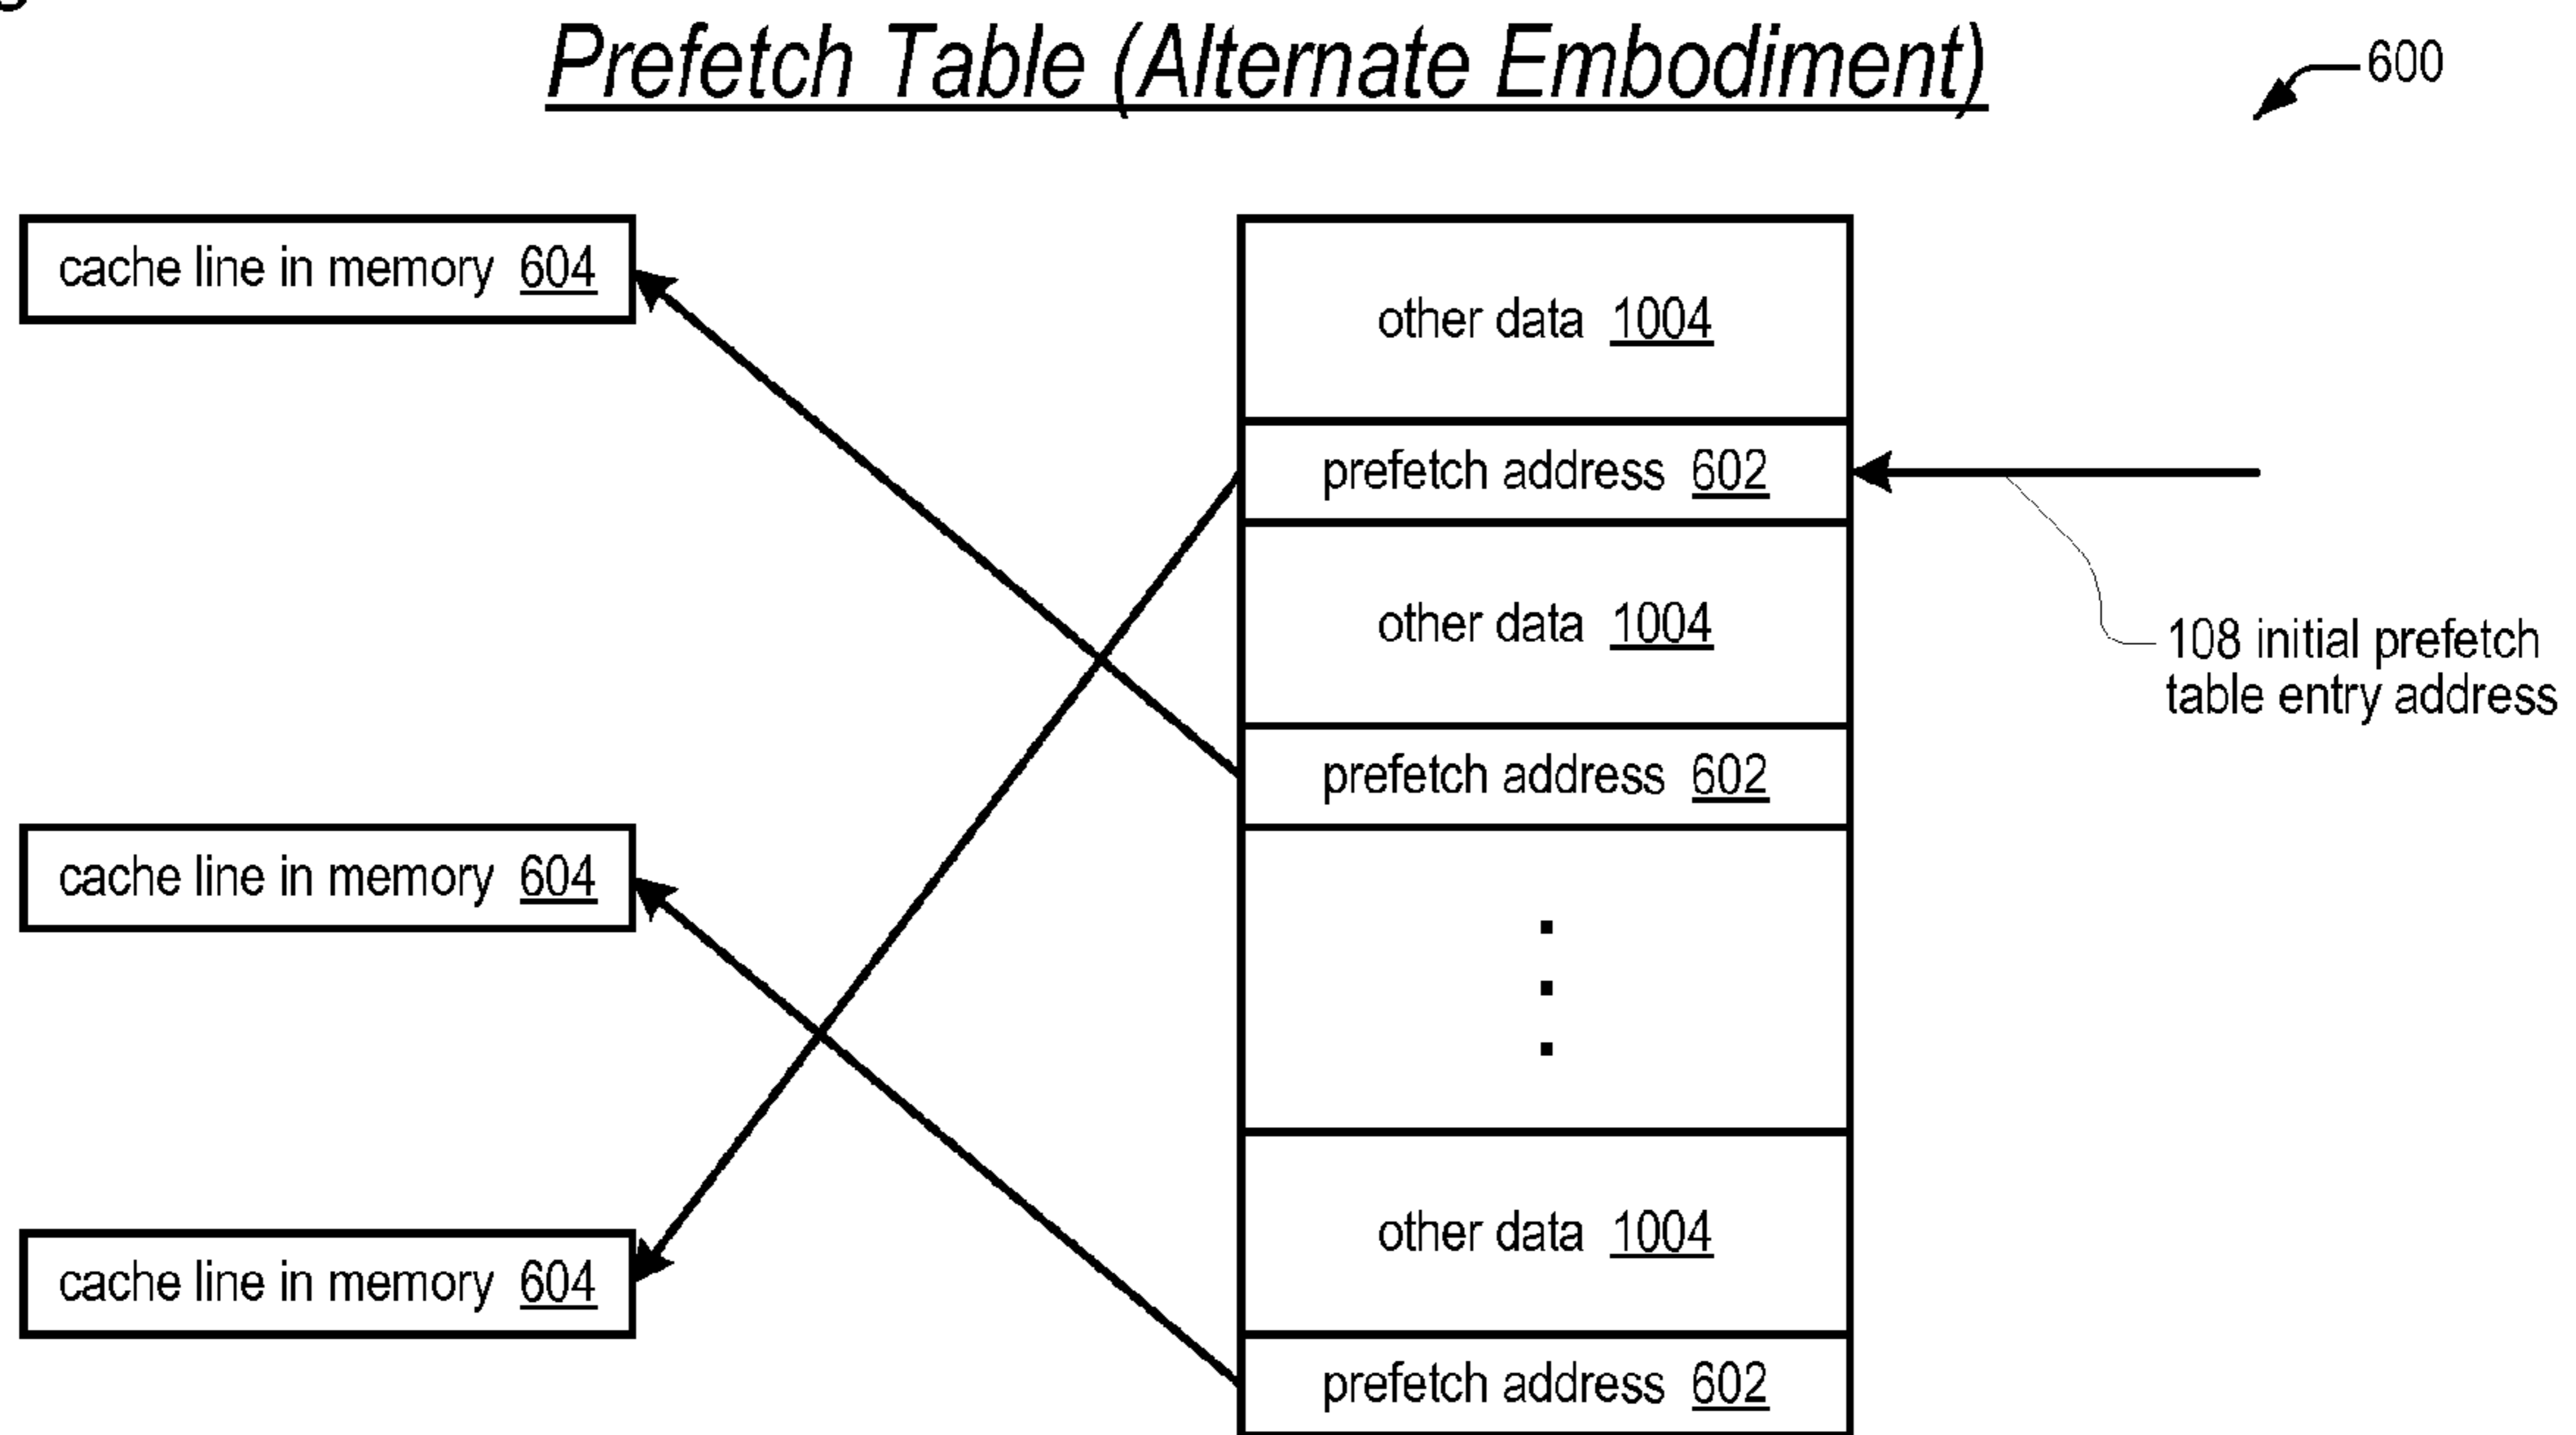 Prefetch Table (Alternate Embodiment)
600
cache line in memory 604
other data 1004
prefetch address 602
other data 1004
108 initial prefetch
table entry address
prefetch address 602
cache line in memory 604
other data 1004
cache line in memory 604
prefetch address 602